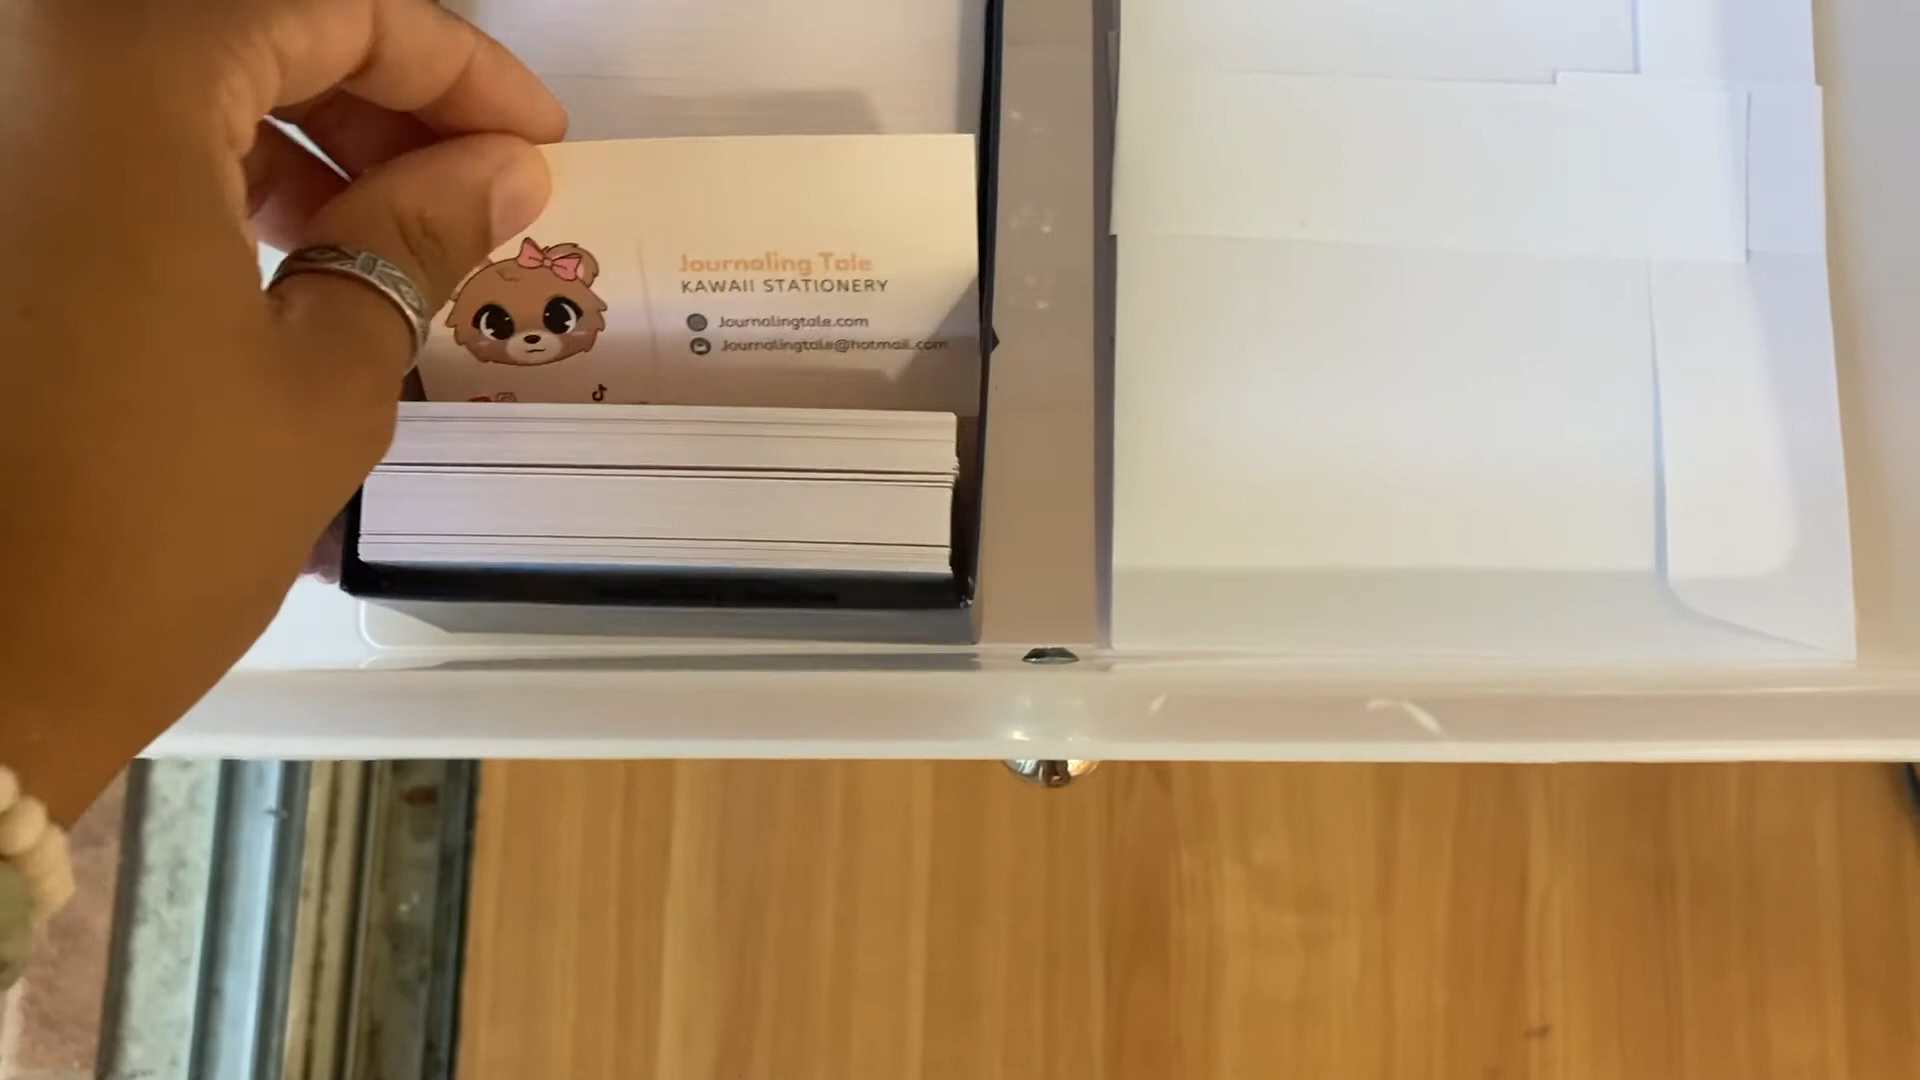 Journaling Tale
KAWAII STATIONERY
Journalingtale.com
Journalingtale@hotmail.com